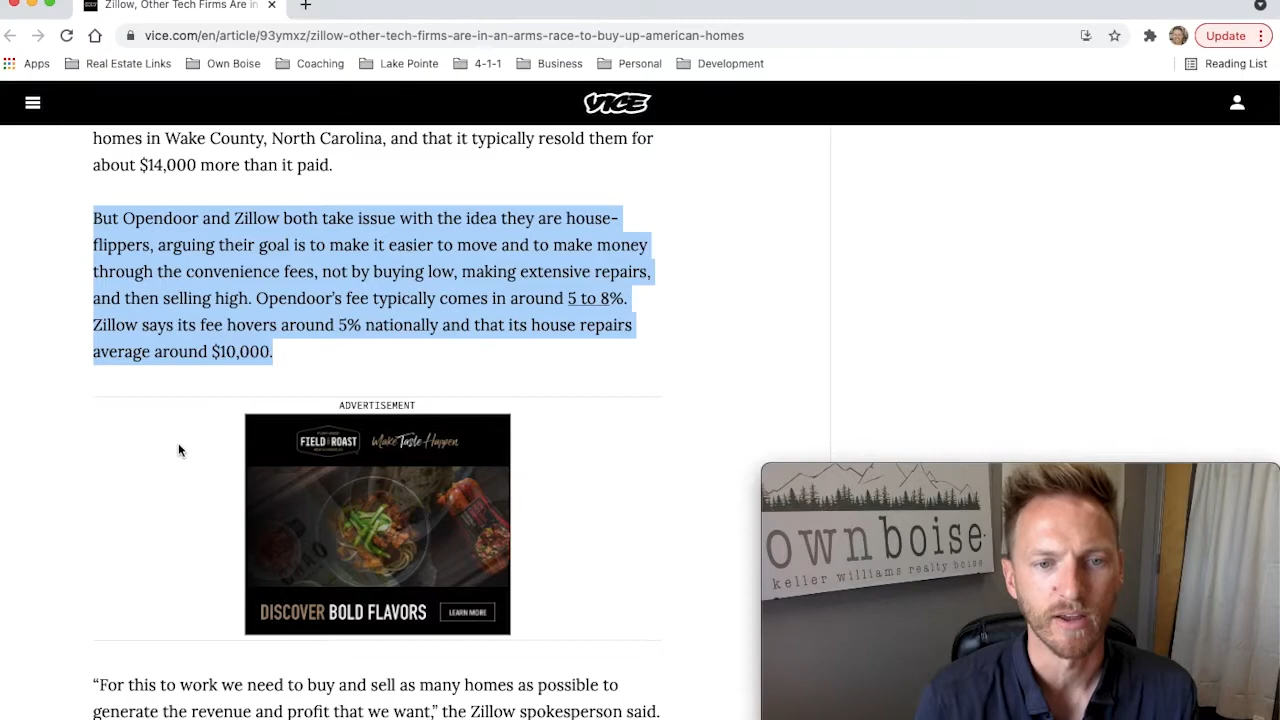 Zillow, Other Tech Firms Are in
vice.com/en/article/93ymxz/zillow-other-tech-firms-are-in-an-arms-race-to-buy-up-american-homes
Update
Apps
Real Estate Links
Own Boise
Coaching
Lake Pointe
4-1-1
Business
Personal
Development
Reading List
VICE
homes in Wake County, North Carolina, and that it typically resold them for
about $14,000 more than it paid.
But Opendoor and Zillow both take issue with the idea they are house-
flippers, arguing their goal is to make it easier to move and to make money
through the convenience fees, not by buying low, making extensive repairs,
and then selling high. Opendoor’s fee typically comes in around 5 to 8%.
Zillow says its fee hovers around 5% nationally and that its house repairs
average around $10,000.
ADVERTISEMENT
FIELD ROAST
Make Taste Happen
DISCOVER BOLD FLAVORS
LEARN MORE
own boise
keller williams realty boise
“For this to work we need to buy and sell as many homes as possible to
generate the revenue and profit that we want,” the Zillow spokesperson said.